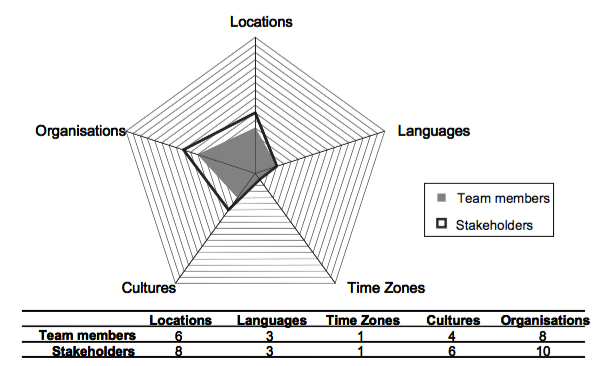 Locations
Organisations
Languages
Team members
Stakeholders
Cultures
Time Zones
Locations Languages Time Zones Cultures Organisations
Team members 6 3 1 4 8
Stakeholders 8 3 1 6 10